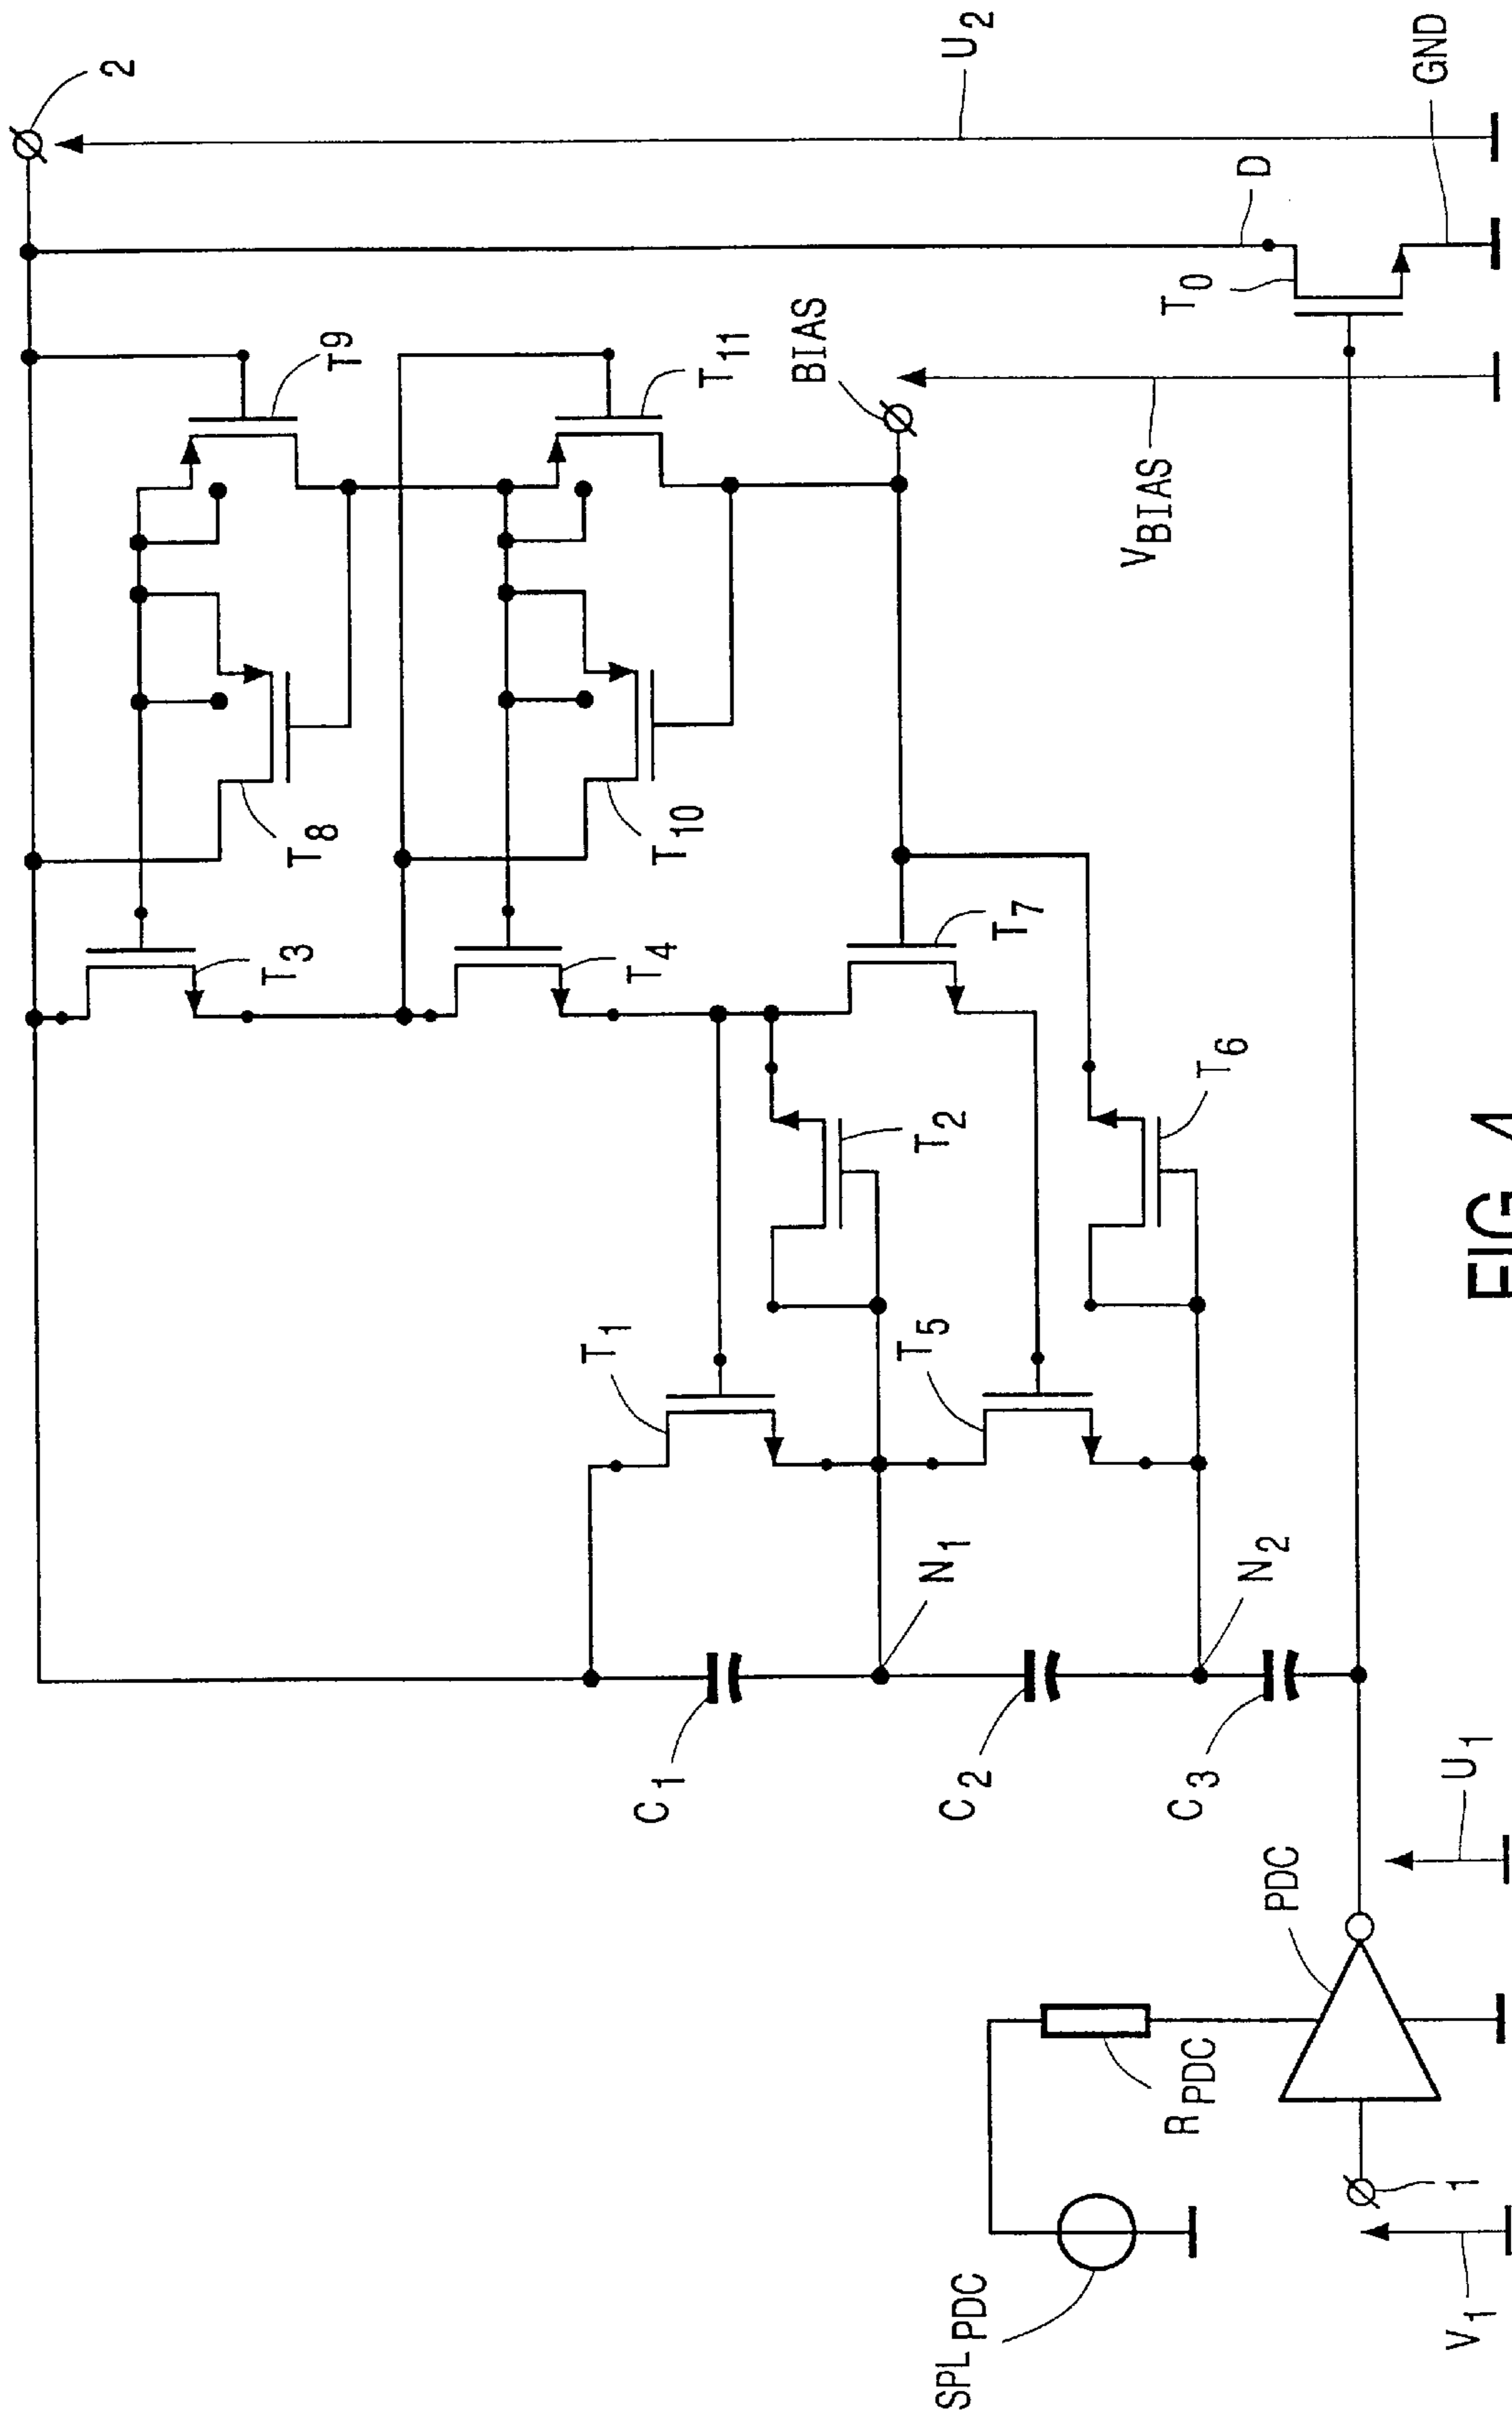 2
U2
D
GND
T0
T9
T11
BIAS
VBIAS
T8
T10
T3
T4
T7
T2
T6
T1
T5
N1
N2
C1
C2
C3
U1
PDC
RPDC
1
SPLPDC
V1
FIG. 4